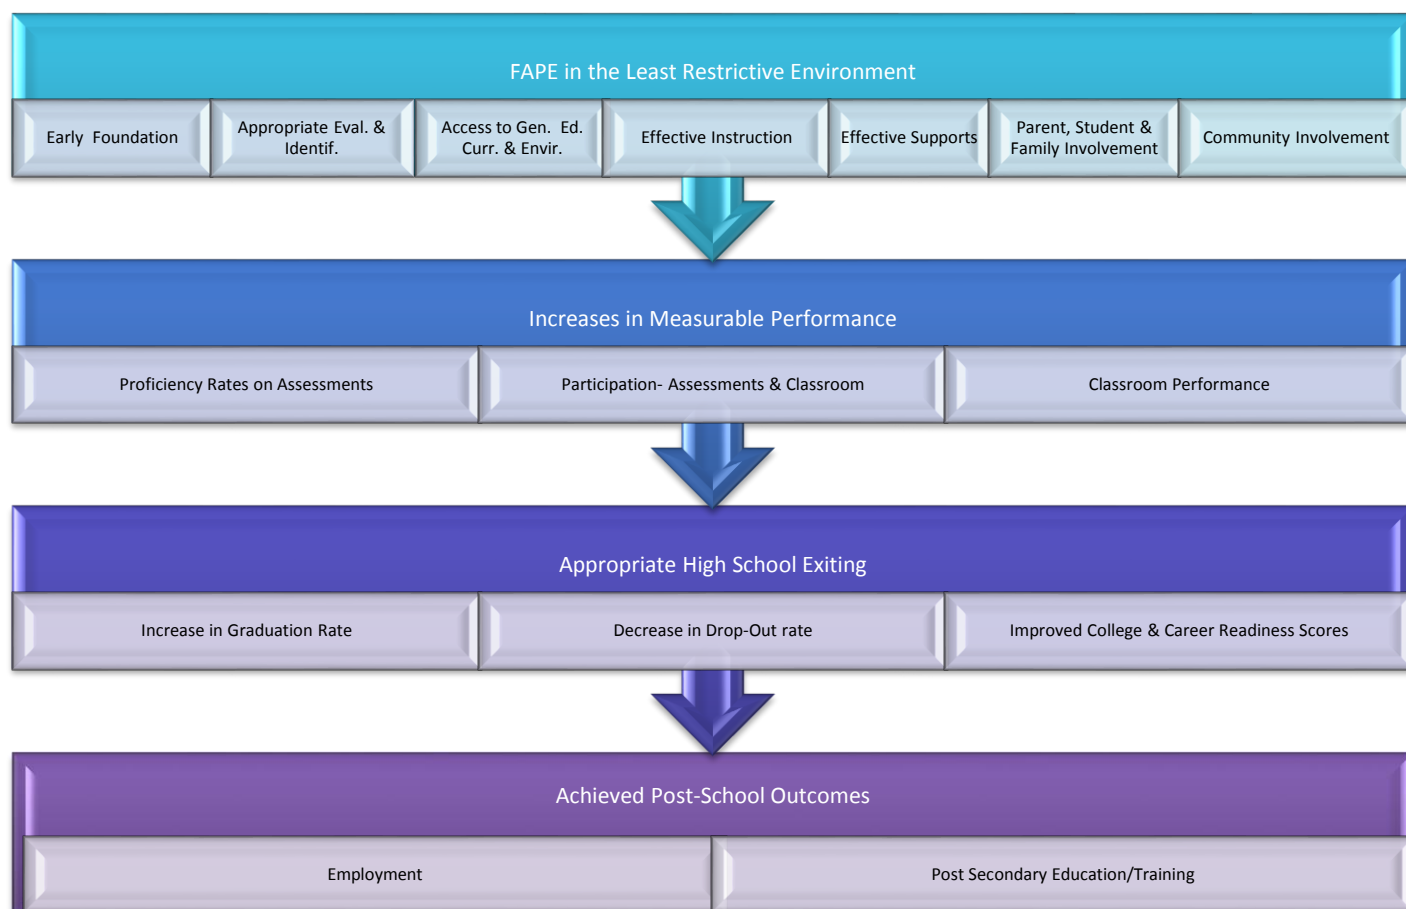 FAPE in the Least Restrictive Environment
Early Foundation
Appropriate Eval. &
Identif.
Access to Gen. Ed.
Curr. & Envir.
Effective Instruction
Effective Supports
Parent, Student &
Family Involvement
Community Involvement
Increases in Measurable Performance
Proficiency Rates on Assessments
Participation- Assessments & Classroom
Classroom Performance
Appropriate High School Exiting
Increase in Graduation Rate
Decrease in Drop-Out rate
Improved College & Career Readiness Scores
Achieved Post-School Outcomes
Employment
Post Secondary Education/Training